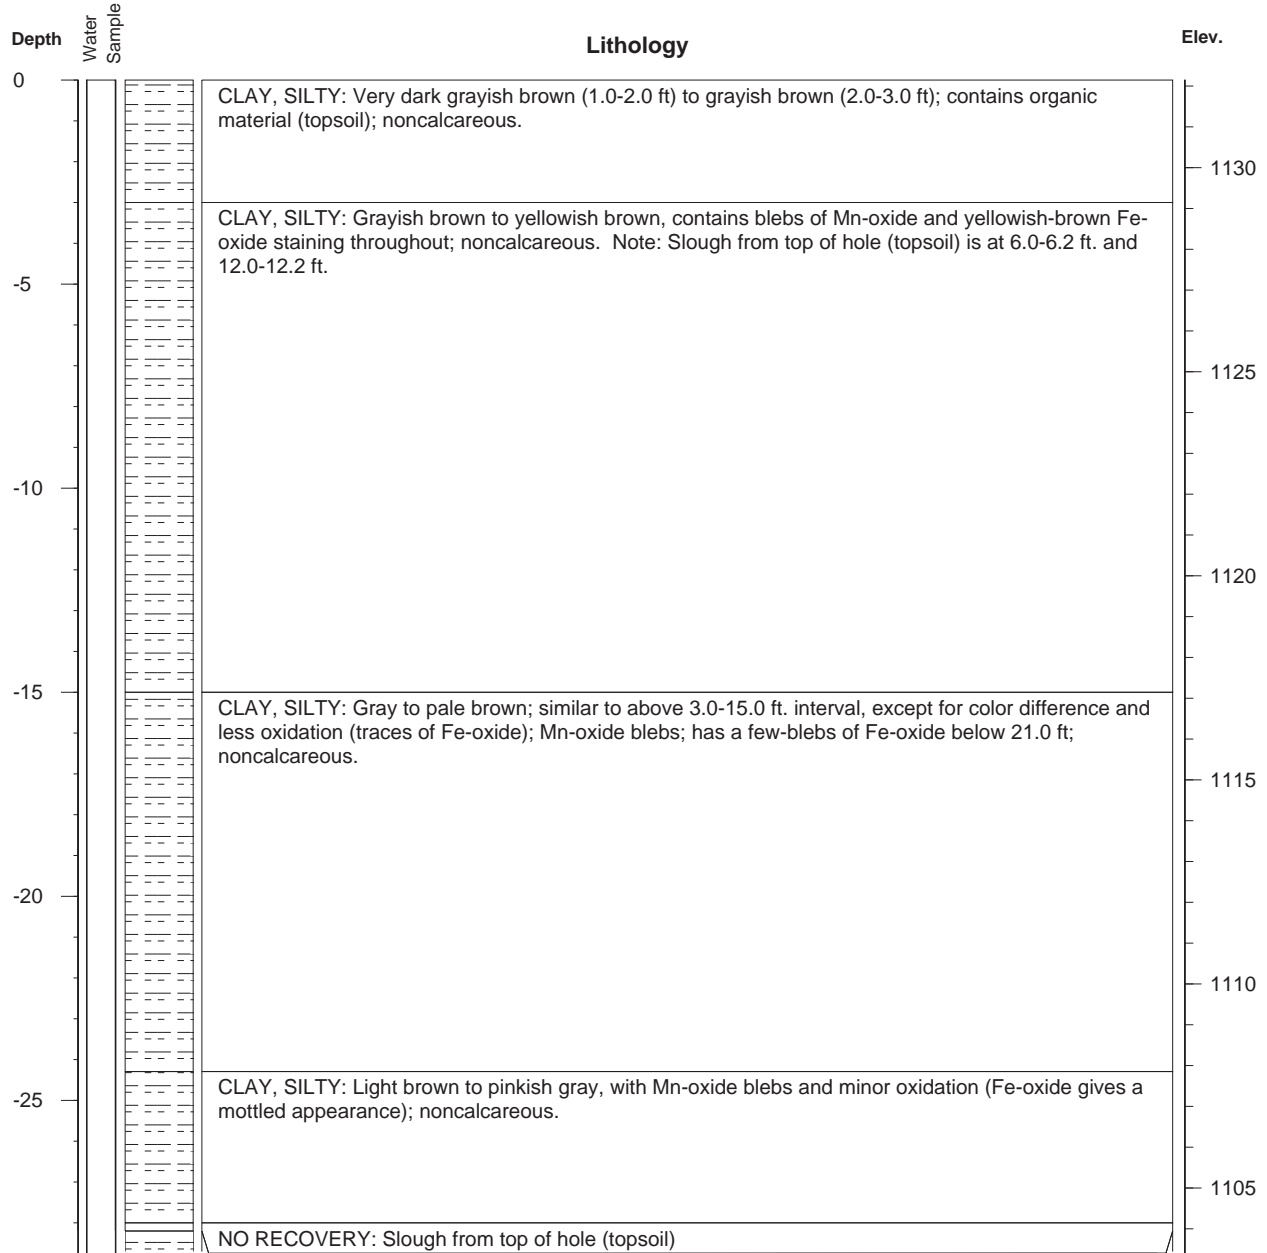 Depth Water Sample Lithology Elev.
0
CLAY, SILTY: Very dark grayish brown (1.0-2.0 ft) to grayish brown (2.0-3.0 ft); contains organic
material (topsoil); noncalcareous.
1130
CLAY, SILTY: Grayish brown to yellowish brown, contains blebs of Mn-oxide and yellowish-brown Fe-
oxide staining throughout; noncalcareous.  Note: Slough from top of hole (topsoil) is at 6.0-6.2 ft. and
12.0-12.2 ft.
-5
1125
-10
1120
-15
CLAY, SILTY: Gray to pale brown; similar to above 3.0-15.0 ft. interval, except for color difference and
less oxidation (traces of Fe-oxide); Mn-oxide blebs; has a few-blebs of Fe-oxide below 21.0 ft;
noncalcareous.
1115
-20
1110
CLAY, SILTY: Light brown to pinkish gray, with Mn-oxide blebs and minor oxidation (Fe-oxide gives a
-25
mottled appearance); noncalcareous.
1105
NO RECOVERY: Slough from top of hole (topsoil)